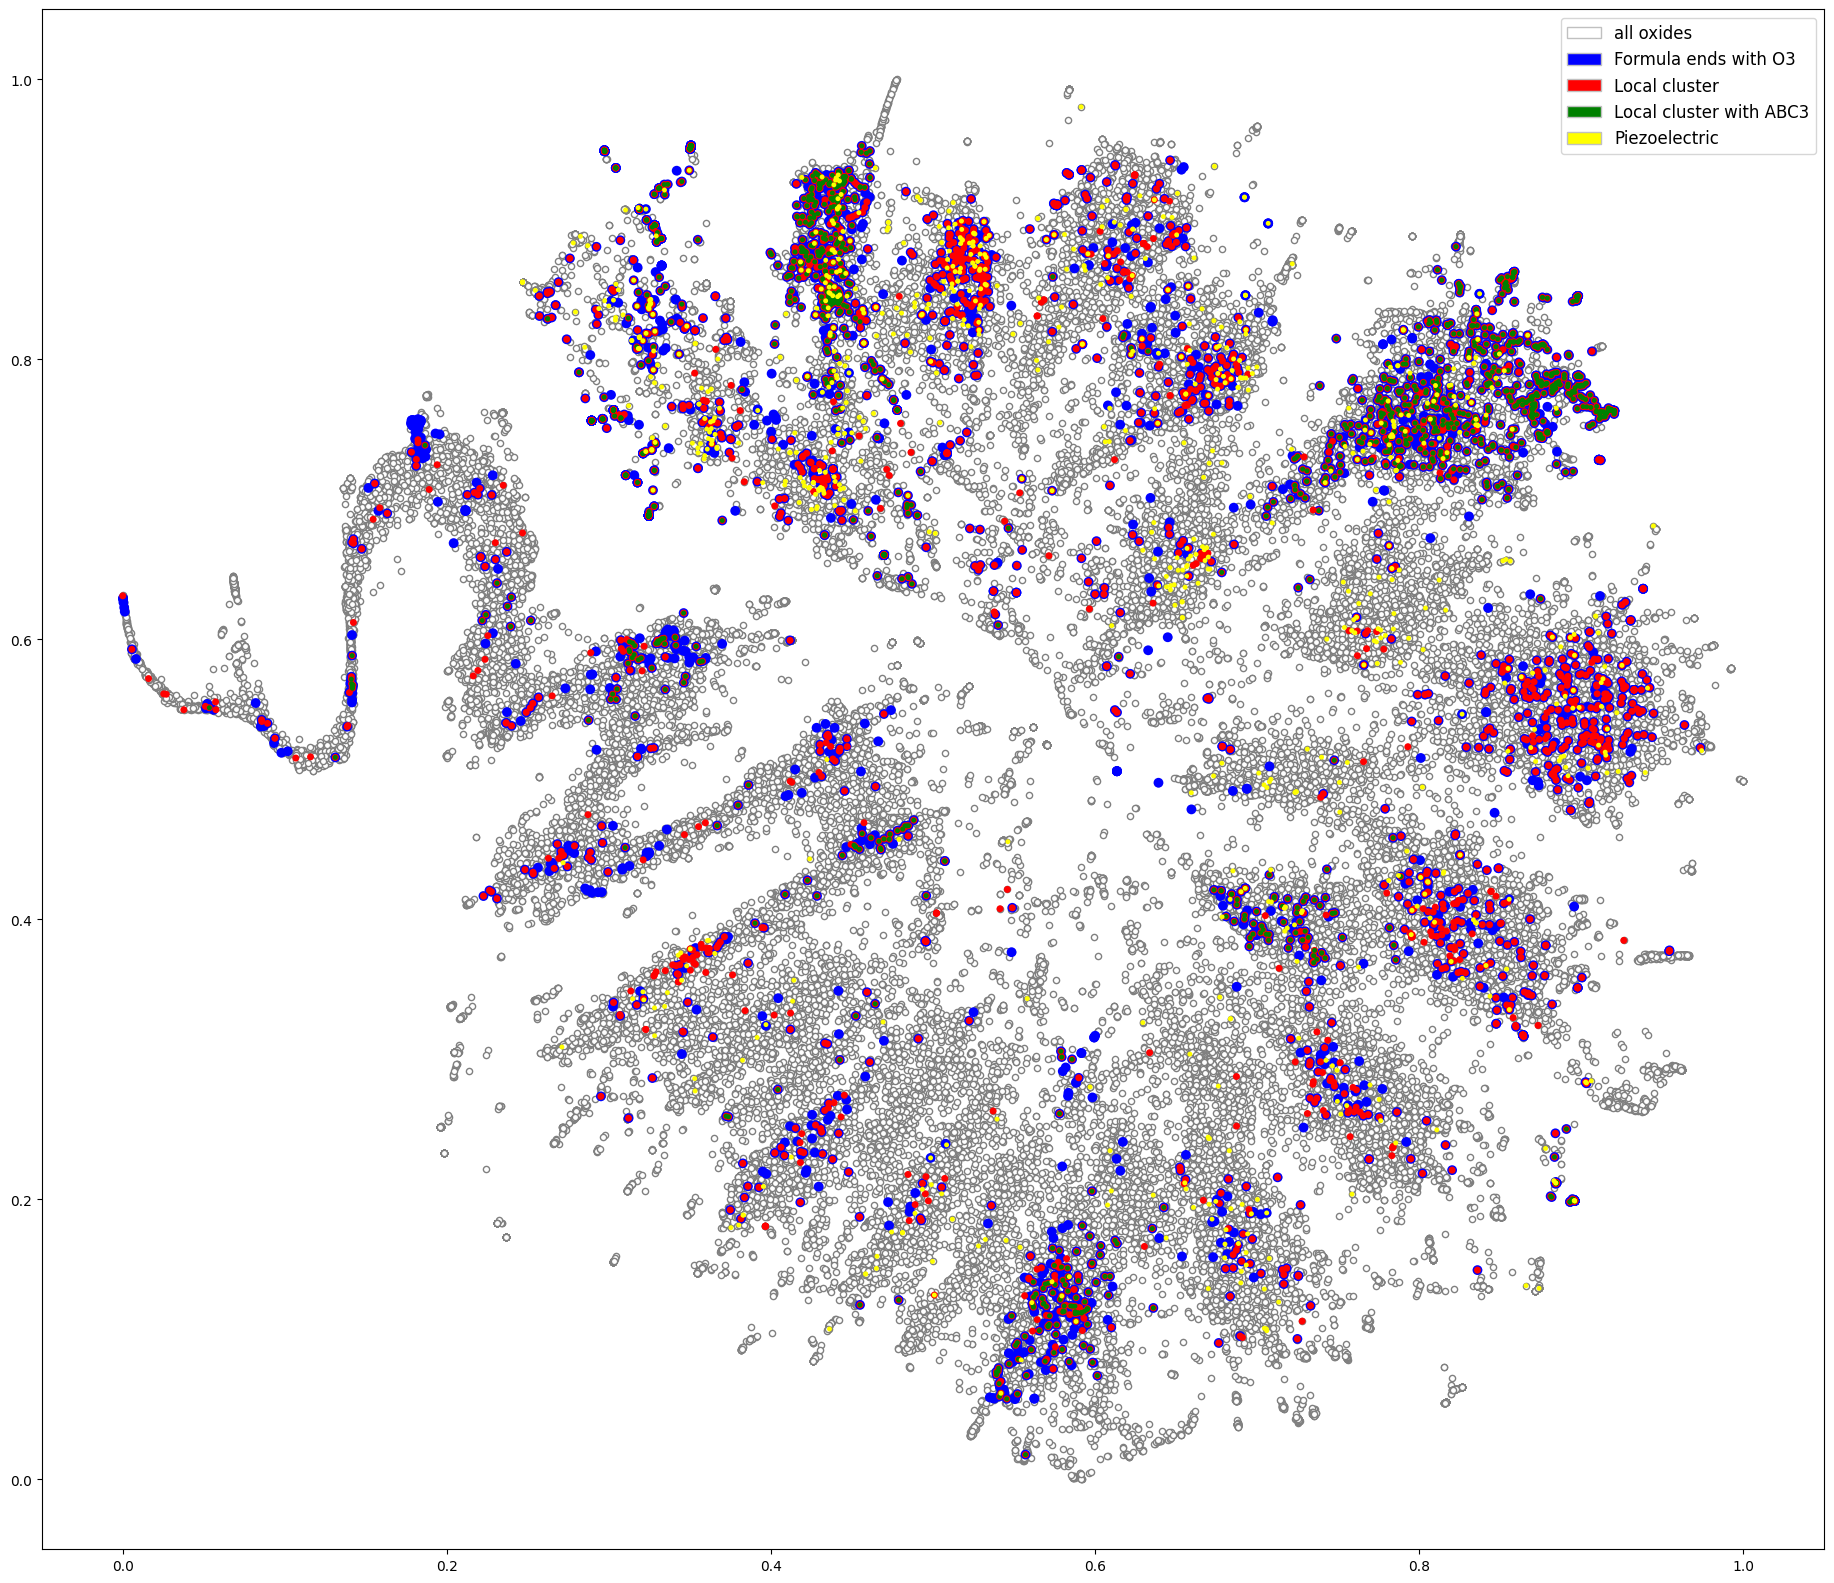 all oxides
Formula ends with O3
Local cluster
Local cluster with ABC3
Piezoelectric
1.0
0.8
0.6
0.4
0.2
0.0
0.0 0.2 0.4 0.6 0.8 1.0